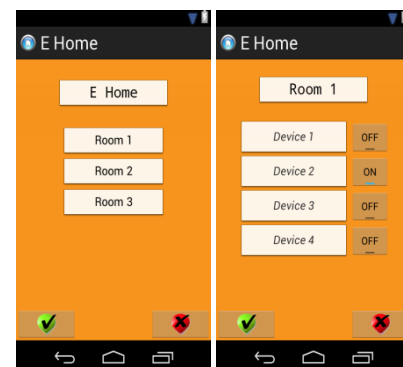 E Home
E Home
Room 1
Room 2
Room 3
E Home
Room 1
Device 1 OFF
Device 2 ON
Device 3 OFF
Device 4 OFF